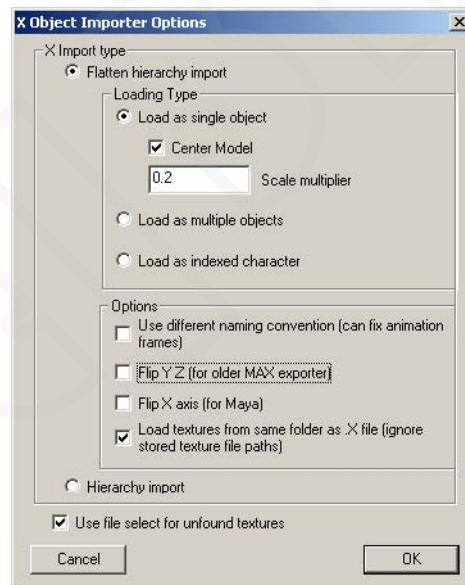 X Object Importer Options
X Import type
Flatten hierarchy import
Loading Type
Load as single object
Center Model
0.2 Scale multiplier
Load as multiple objects
Load as indexed character
Options
Use different naming convention (can fix animation
frames)
Flip Y Z (for older MAX exporter)
Flip X axis (for Maya)
Load textures from same folder as .X file (ignore
stored texture file paths)
Hierarchy import
Use file select for unfound textures
Cancel OK